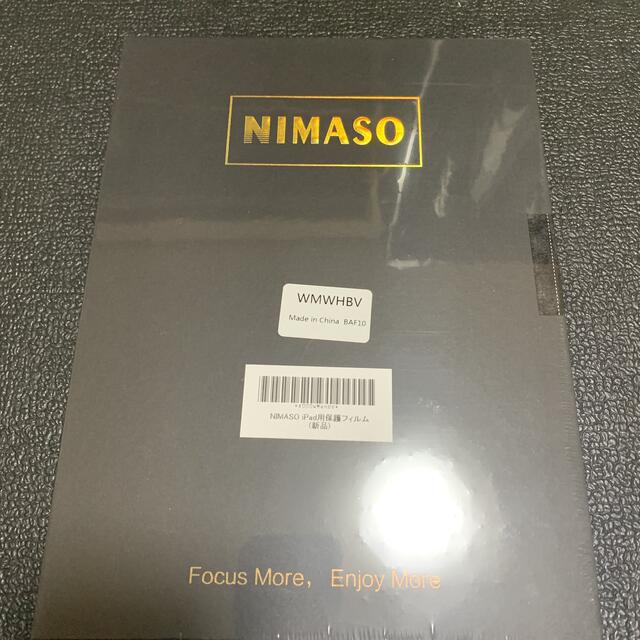 NIMASO
WMWHBV
Made in China BAF10
NIMASO iPad用保護フィルム
(新品)
Focus More, Enjoy More